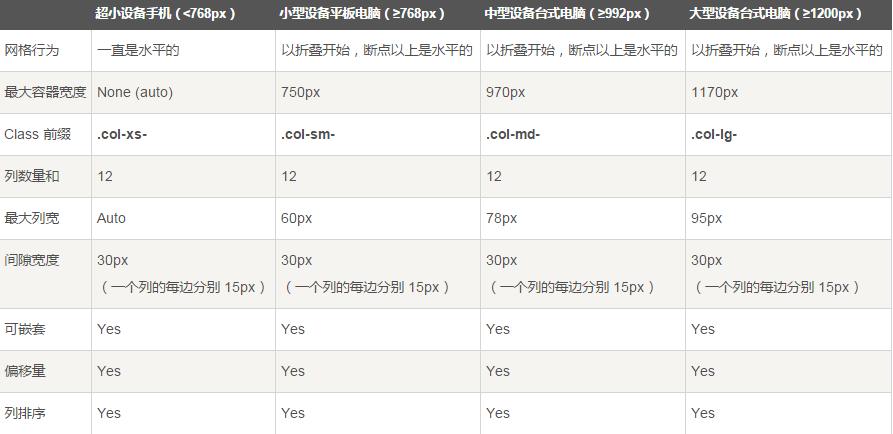 超小设备手机（<768px） 小型设备平板电脑（≥768px） 中型设备台式电脑（≥992px） 大型设备台式电脑（≥1200px）
网格行为 一直是水平的 以折叠开始，断点以上是水平的 以折叠开始，断点以上是水平的 以折叠开始，断点以上是水平的
最大容器宽度 None (auto) 750px 970px 1170px
Class 前缀 .col-xs- .col-sm- .col-md- .col-lg-
列数量和 12 12 12 12
最大列宽 Auto 60px 78px 95px
间隙宽度 30px 30px 30px 30px
（一个列的每边分别 15px） （一个列的每边分别 15px） （一个列的每边分别 15px） （一个列的每边分别 15px）
可嵌套 Yes Yes Yes Yes
偏移量 Yes Yes Yes Yes
列排序 Yes Yes Yes Yes